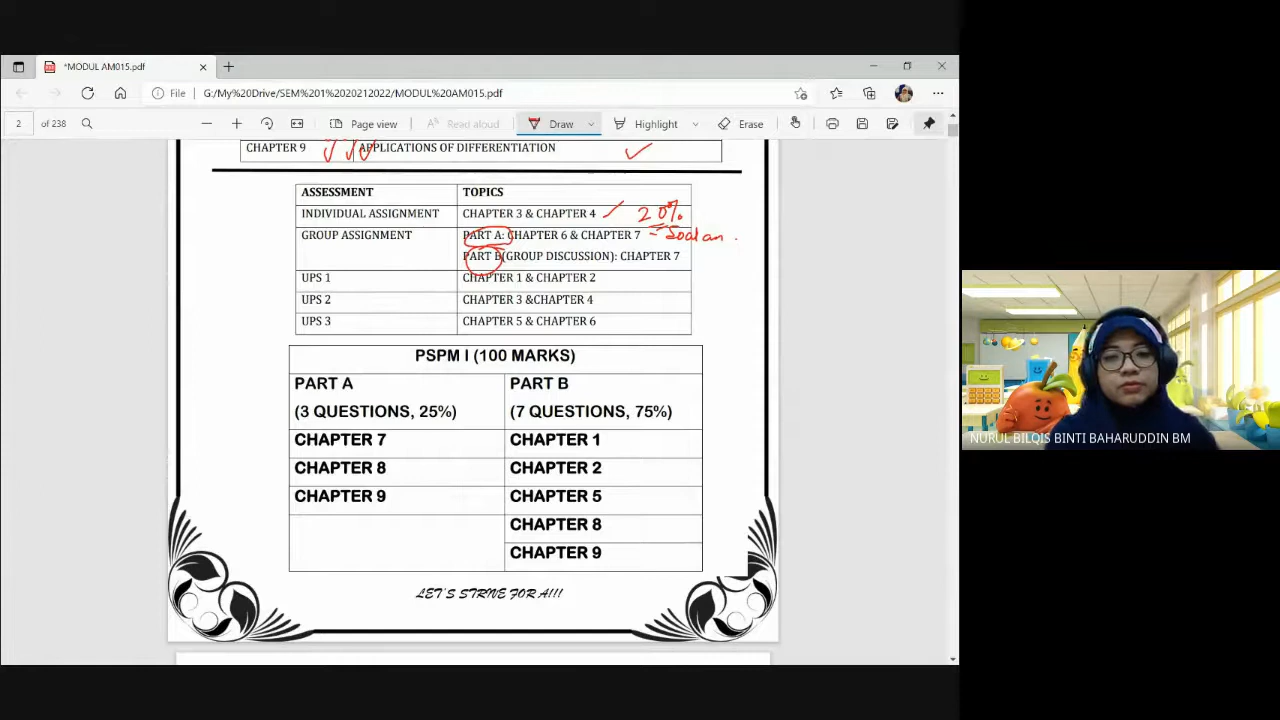 *MODUL AM015.pdf
File G:/My%20Drive/SEM%201%2020212022/MODUL%20AM015.pdf
2 of 238 Page view Read aloud Draw Highlight Erase
CHAPTER 9 APPLICATIONS OF DIFFERENTIATION
ASSESSMENT TOPICS
INDIVIDUAL ASSIGNMENT CHAPTER 3 & CHAPTER 4 20%
GROUP ASSIGNMENT PART A: CHAPTER 6 & CHAPTER 7 = Soalan.
PART B(GROUP DISCUSSION): CHAPTER 7
UPS 1 CHAPTER 1 & CHAPTER 2
UPS 2 CHAPTER 3 &CHAPTER 4
UPS 3 CHAPTER 5 & CHAPTER 6
PSPM I (100 MARKS)
PART A PART B
(3 QUESTIONS, 25%) (7 QUESTIONS, 75%)
CHAPTER 7 CHAPTER 1
CHAPTER 8 CHAPTER 2
CHAPTER 9 CHAPTER 5
CHAPTER 8
CHAPTER 9
LET'S STRIVE FOR A!!!
NURUL BILQIS BINTI BAHARUDDIN BM